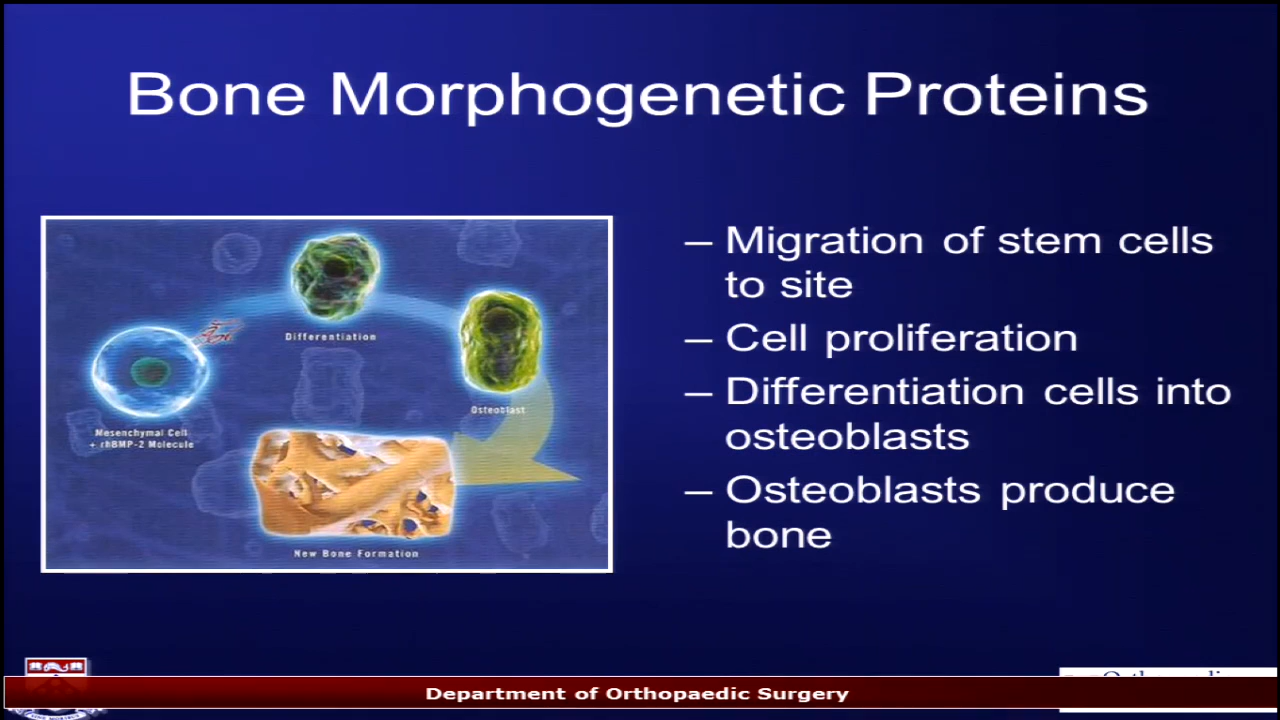 Bone Morphogenetic Proteins
– Migration of stem cells
to site
– Cell proliferation
– Differentiation cells into
osteoblasts
– Osteoblasts produce
bone
Differentiation
Osteoblast
Mesenchymal Cell
+ rhBMP-2 Molecule
New Bone Formation
Department of Orthopaedic Surgery